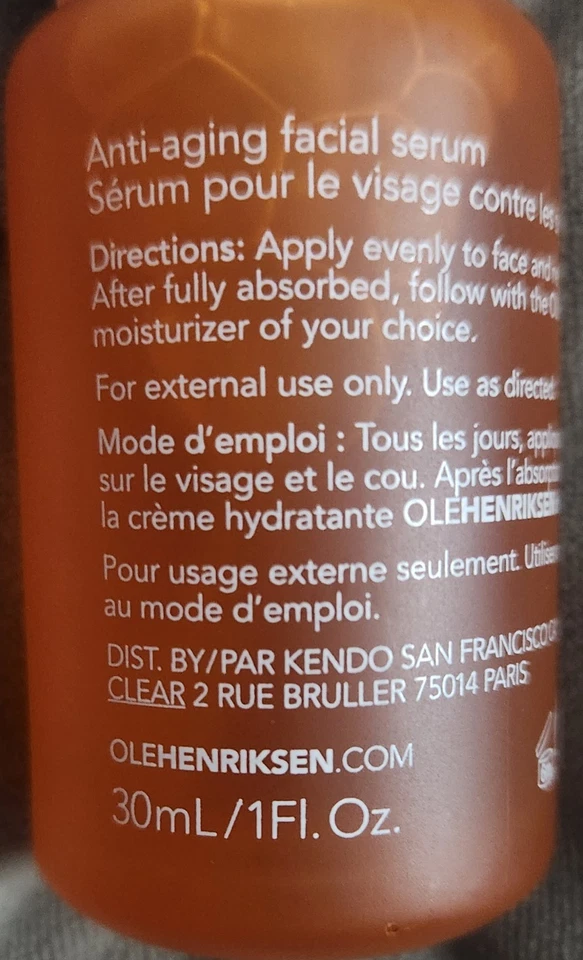 Anti-aging facial serum
Sérum pour le visage contre les
Directions: Apply evenly to face and
After fully absorbed, follow with the
moisturizer of your choice.
For external use only. Use as directed
Mode d'emploi : Tous les jours,
sur le visage et le cou. Après
la crème hydratante OLEHENRIKSEN
Pour usage externe seulement.
au mode d'emploi.
DIST. BY/PAR KENDO SAN FRANCISCO
CLEAR 2 RUE BRULLER 75014 PARIS
OLEHENRIKSEN.COM
30mL/1Fl. Oz.